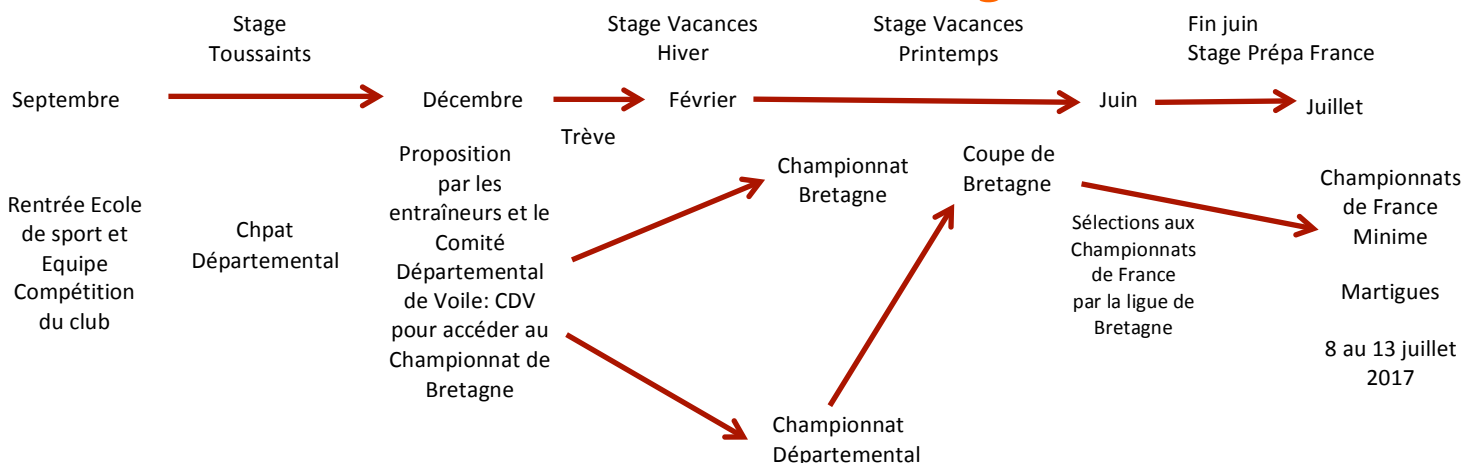 Stage
Toussaints
Stage Vacances
Hiver
Stage Vacances
Printemps
Fin juin
Stage Prépa France
Septembre
Décembre
Février
Juin
Juillet
Trève
Rentrée Ecole
de sport et
Equipe
Compétition
du club
Chpat
Départemental
Proposition
par les
entraîneurs et le
Comité
Départemental
de Voile: CDV
pour accéder au
Championnat de
Bretagne
Championnat
Bretagne
Championnat
Départemental
Coupe de
Bretagne
Sélections aux
Championnats
de France
par la ligue de
Bretagne
Championnats
de France
Minime
Martigues
8 au 13 juillet
2017